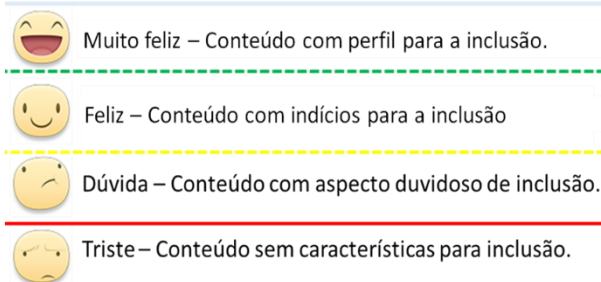 Muito feliz – Conteúdo com perfil para a inclusão.
Feliz – Conteúdo com indícios para a inclusão
Dúvida – Conteúdo com aspecto duvidoso de inclusão.
Triste – Conteúdo sem características para inclusão.